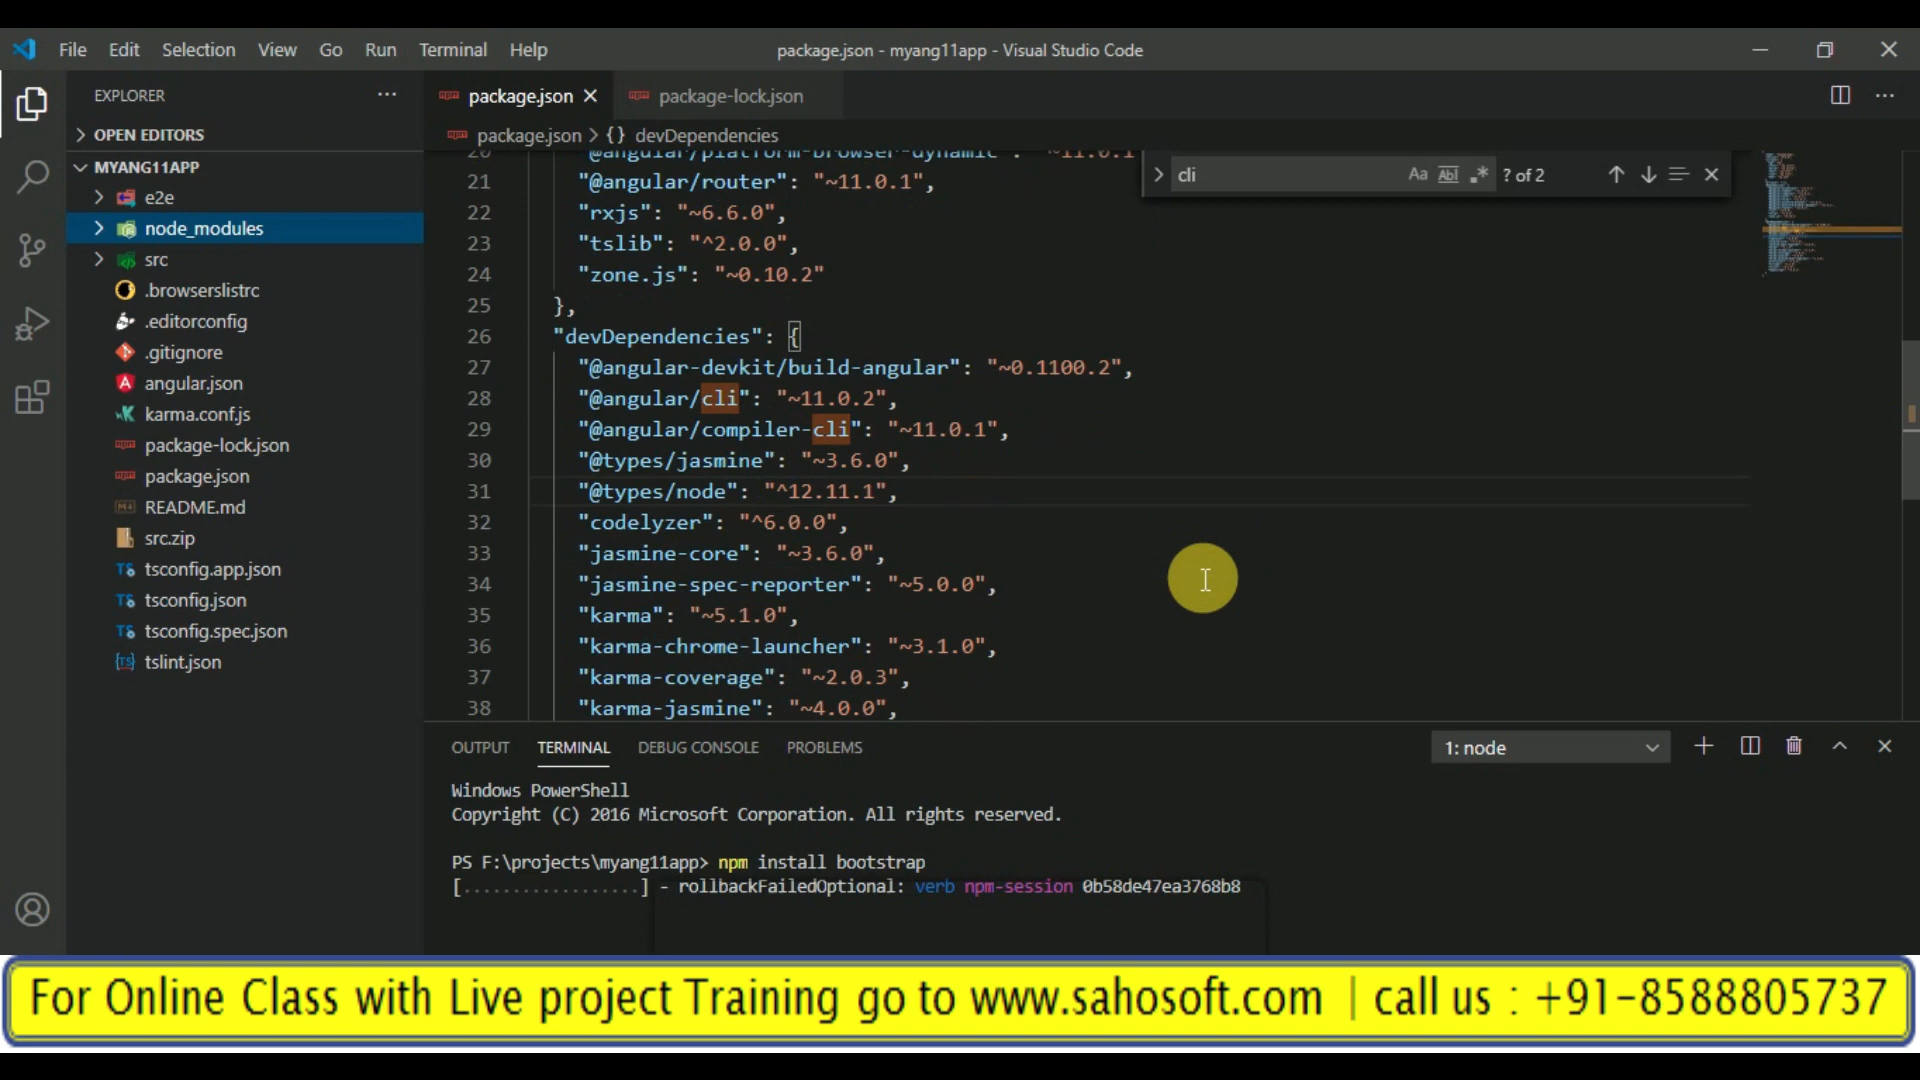 File Edit Selection View Go Run Terminal Help
package.json - myang11app - Visual Studio Code
EXPLORER
OPEN EDITORS
MYANG11APP
e2e
node_modules
src
.browserslistrc
.editorconfig
.gitignore
angular.json
karma.conf.js
package-lock.json
package.json
README.md
src.zip
tsconfig.app.json
tsconfig.json
tsconfig.spec.json
tslint.json
package.json
package-lock.json
package.json > {} devDependencies
cli
Aa Abl .* ? of 2
20 "@angular/platform-browser-dynamic": "~11.0.1
21 "@angular/router": "~11.0.1",
22 "rxjs": "~6.6.0",
23 "tslib": "^2.0.0",
24 "zone.js": "~0.10.2"
25 },
26 "devDependencies": {
27 "@angular-devkit/build-angular": "~0.1100.2",
28 "@angular/cli": "~11.0.2",
29 "@angular/compiler-cli": "~11.0.1",
30 "@types/jasmine": "~3.6.0",
31 "@types/node": "^12.11.1",
32 "codelyzer": "^6.0.0",
33 "jasmine-core": "~3.6.0",
34 "jasmine-spec-reporter": "~5.0.0",
35 "karma": "~5.1.0",
36 "karma-chrome-launcher": "~3.1.0",
37 "karma-coverage": "~2.0.3",
38 "karma-jasmine": "~4.0.0",
OUTPUT TERMINAL DEBUG CONSOLE PROBLEMS
1: node
Windows PowerShell
Copyright (C) 2016 Microsoft Corporation. All rights reserved.
PS F:\projects\myang11app> npm install bootstrap
[..................] - rollbackFailedOptional: verb npm-session 0b58de47ea3768b8
For Online Class with Live project Training go to www.sahosoft.com | call us : +91-8588805737